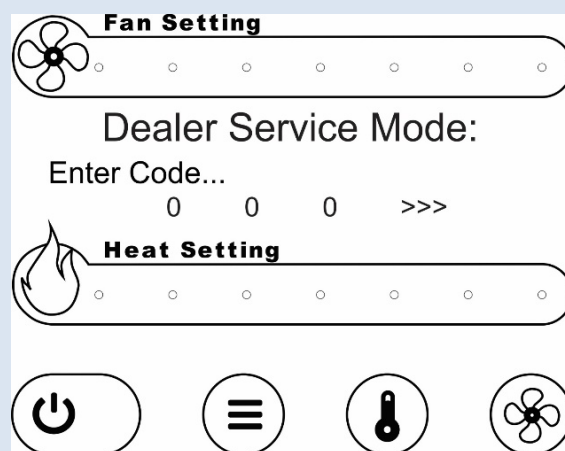 Fan Setting
Dealer Service Mode:
Enter Code...
0 0 0 >>>
Heat Setting